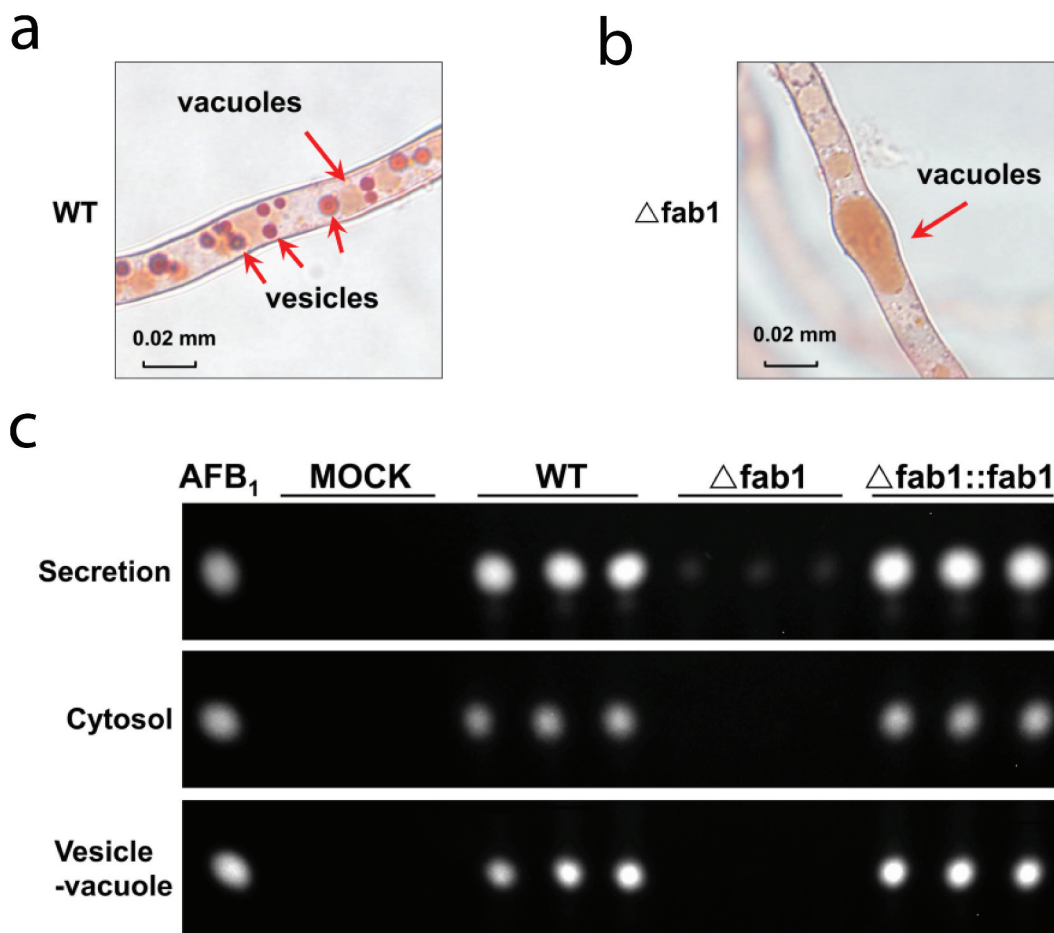 a
b
vacuoles
vacuoles
WT
△fab1
vesicles
0.02 mm
0.02 mm
c
AFB₁ MOCK WT △fab1 △fab1::fab1
Secretion
Cytosol
Vesicle
-vacuole